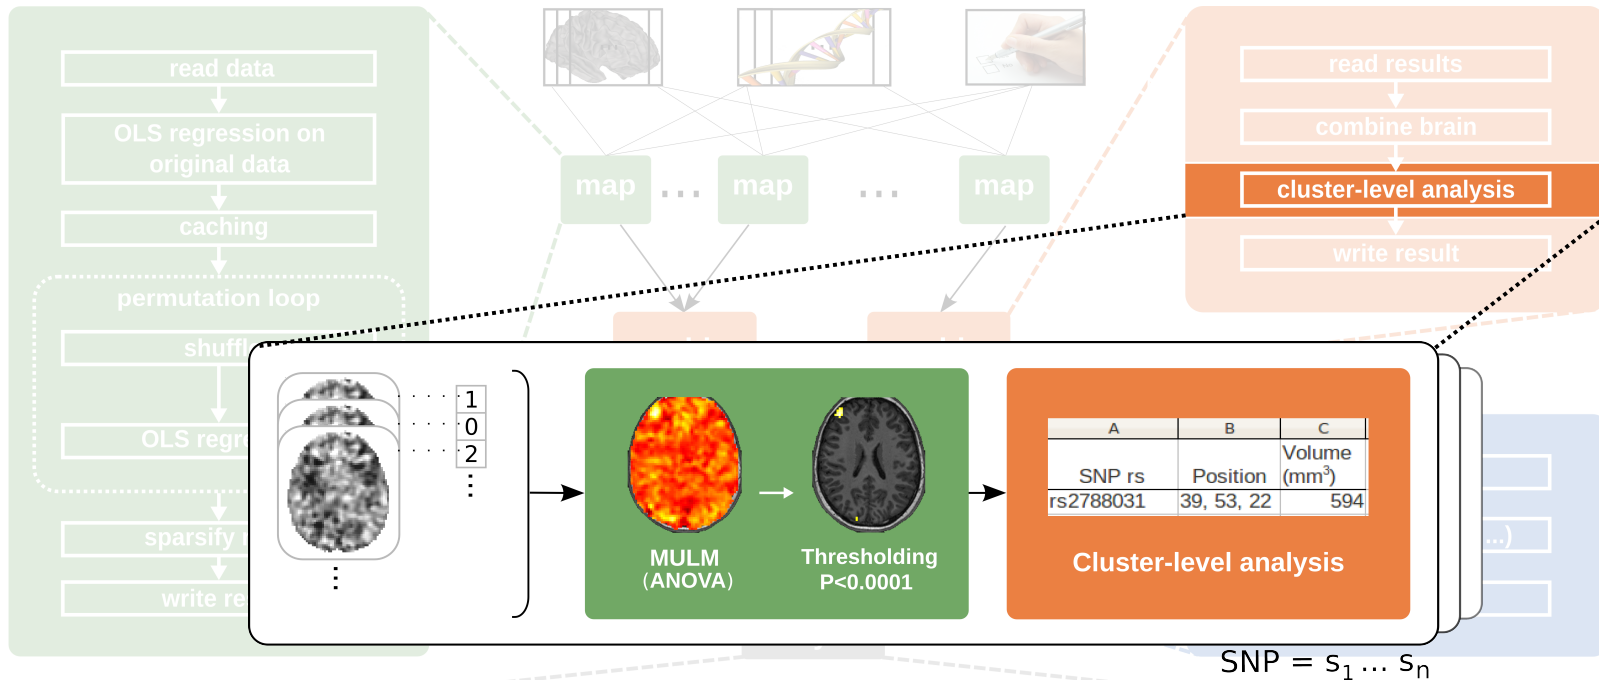 read data
OLS regression on
original data
caching
permutation loop
shuffl
OLS regre
sparsify
write re
map
...
map
...
map
read results
combine brain
cluster-level analysis
write result
1
0
2
MULM
(ANOVA)
Thresholding
P<0.0001
A B C
SNP rs Position Volume
(mm³)
rs2788031 39, 53, 22 594
Cluster-level analysis
...)
SNP = s₁ ... sₙ